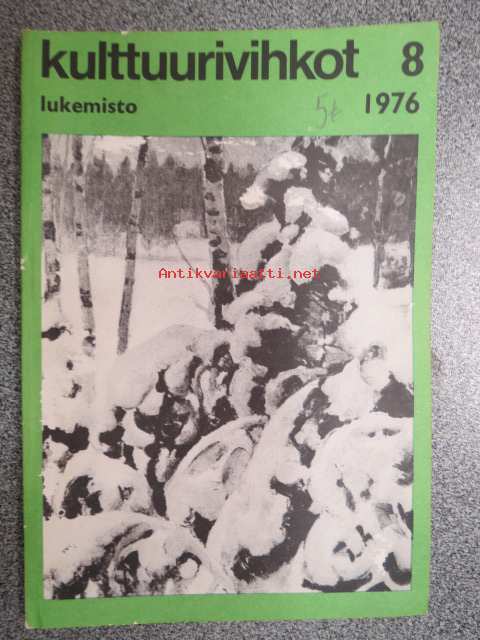 kulttuurivihkot 8
lukemisto 5€ 1976
Antikvariaatti.net